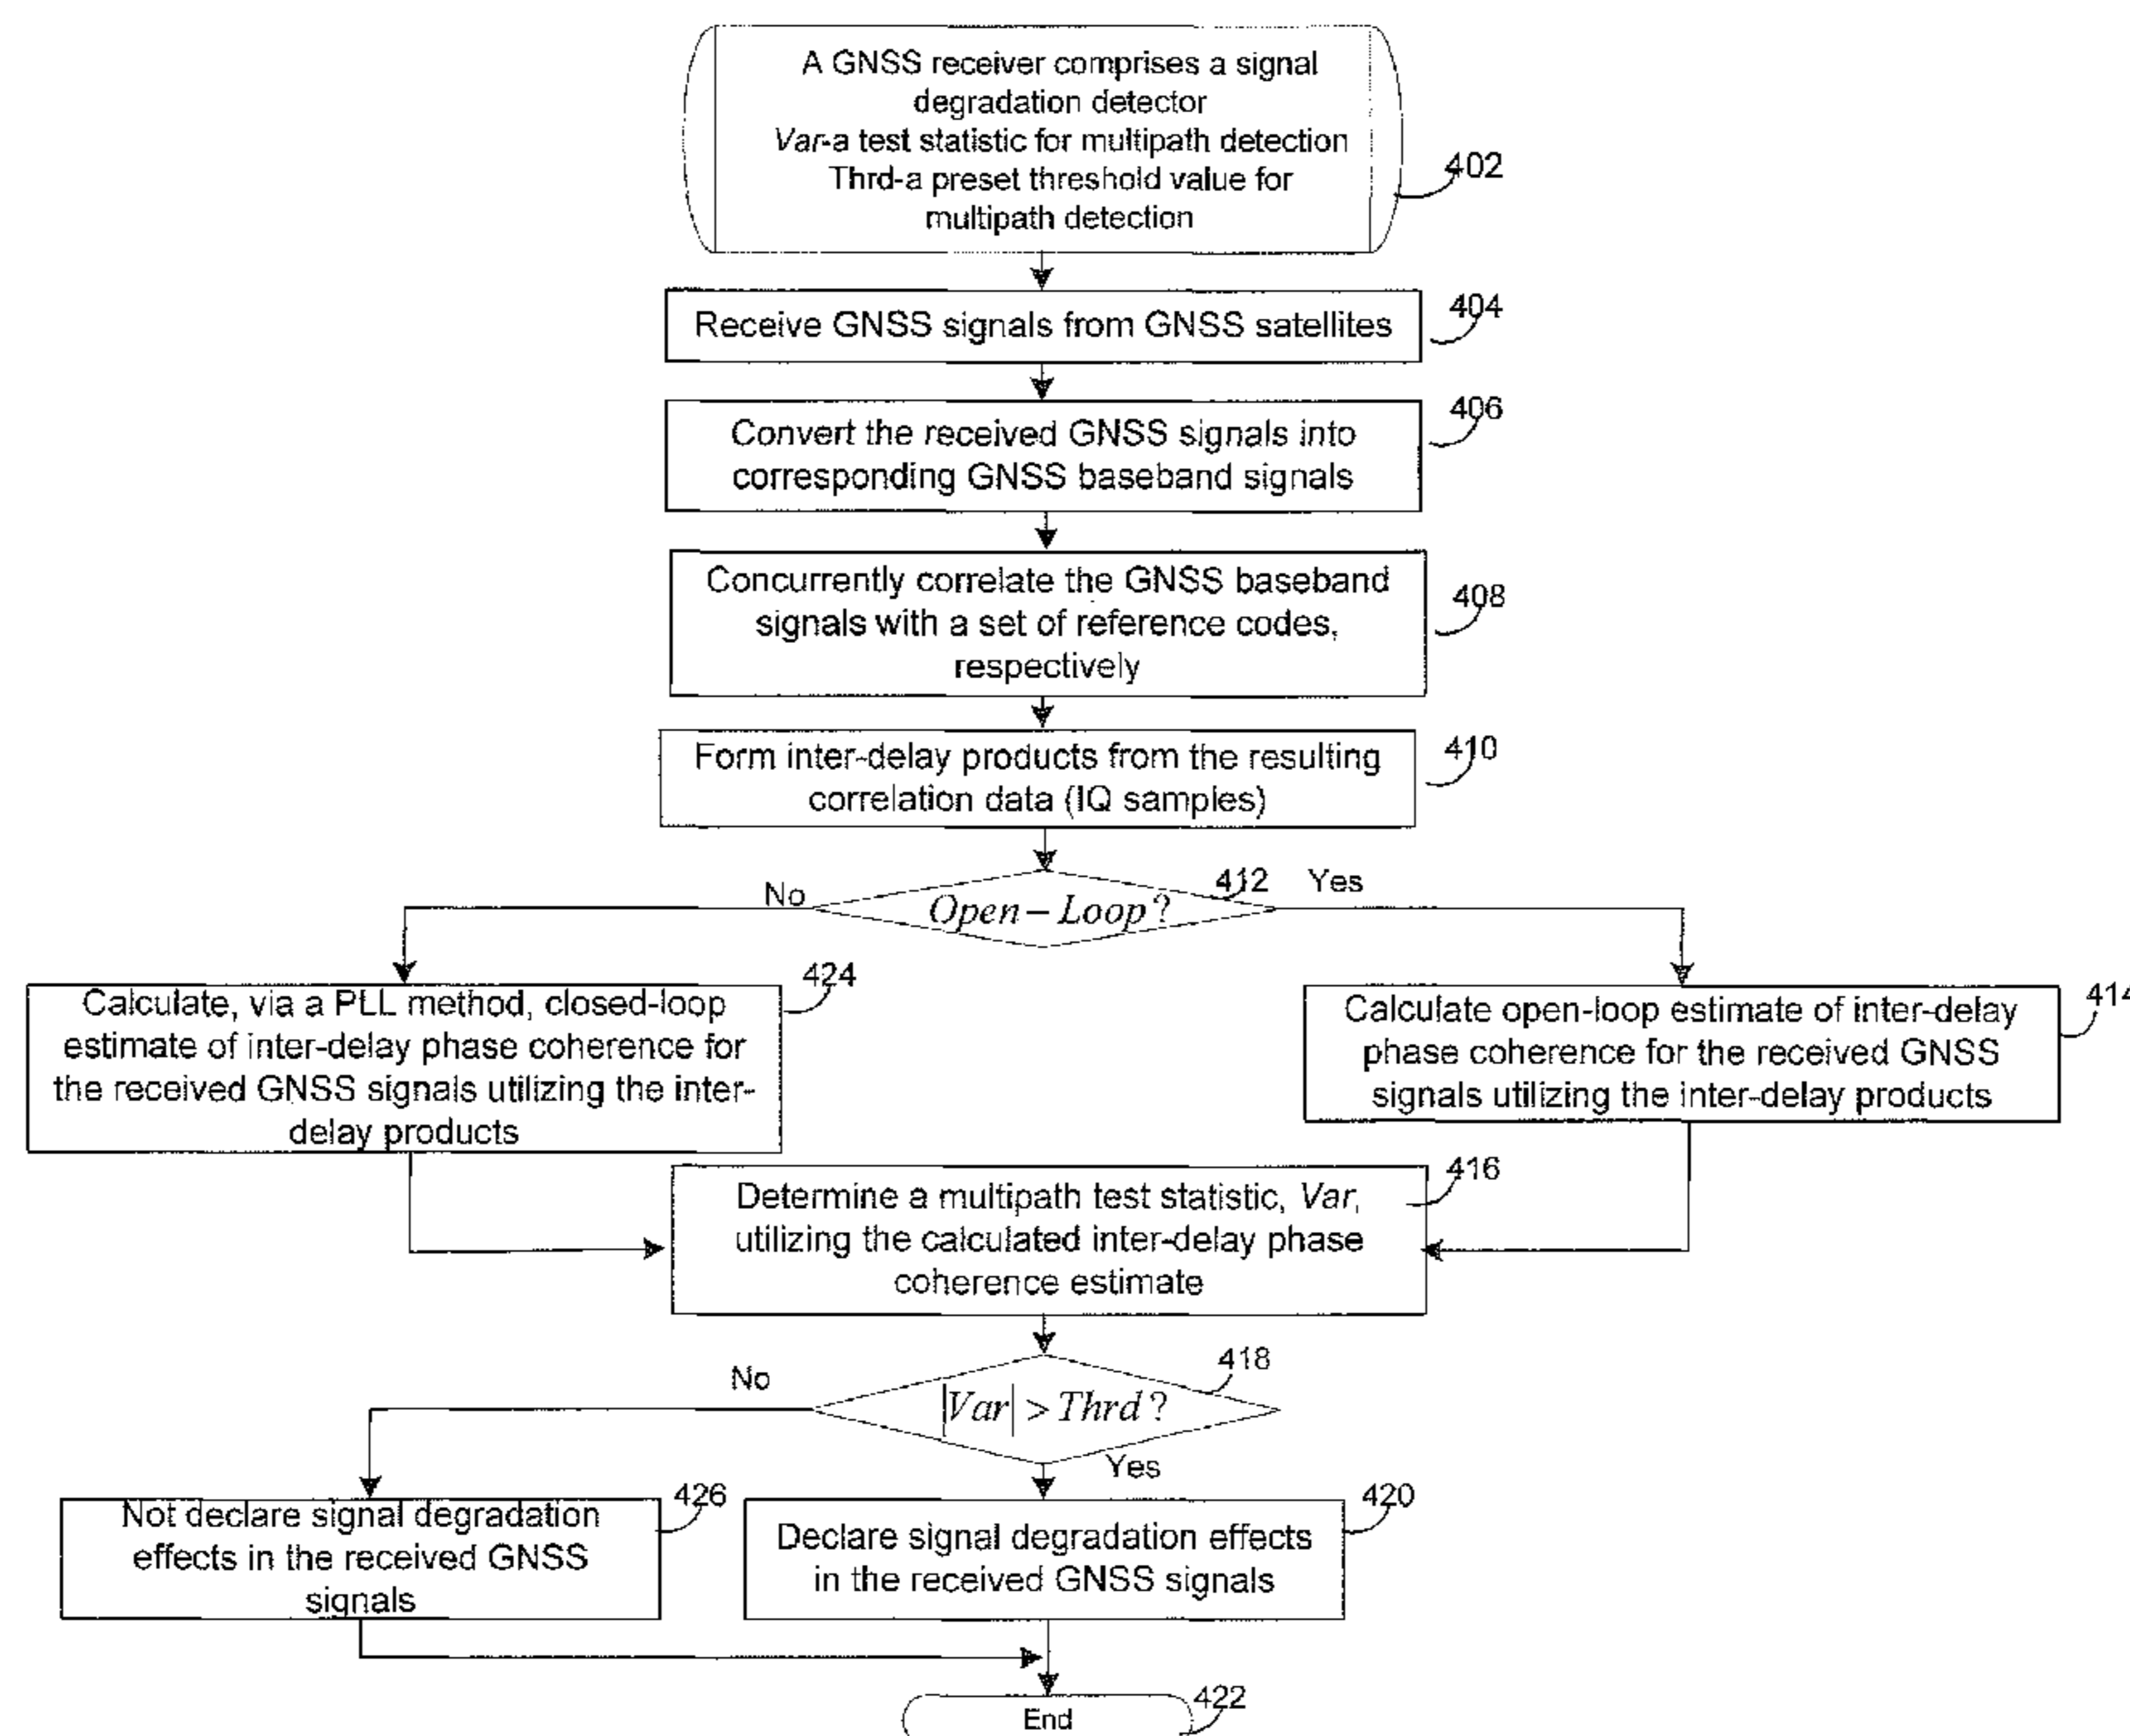 A GNSS receiver comprises a signal
degradation detector
Var-a test statistic for multipath detection
Thrd-a preset threshold value for
multipath detection
402
Receive GNSS signals from GNSS satellites
404
Convert the received GNSS signals into
corresponding GNSS baseband signals
406
Concurrently correlate the GNSS baseband
signals with a set of reference codes,
respectively
408
Form inter-delay products from the resulting
correlation data (IQ samples)
410
No
Open – Loop ?
412
Yes
Calculate, via a PLL method, closed-loop
estimate of inter-delay phase coherence for
the received GNSS signals utilizing the inter-
delay products
424
Calculate open-loop estimate of inter-delay
phase coherence for the received GNSS
signals utilizing the inter-delay products
414
Determine a multipath test statistic, Var,
utilizing the calculated inter-delay phase
coherence estimate
416
No
|Var| > Thrd ?
418
Yes
Not declare signal degradation
effects in the received GNSS
signals
426
Declare signal degradation effects
in the received GNSS signals
420
End
422